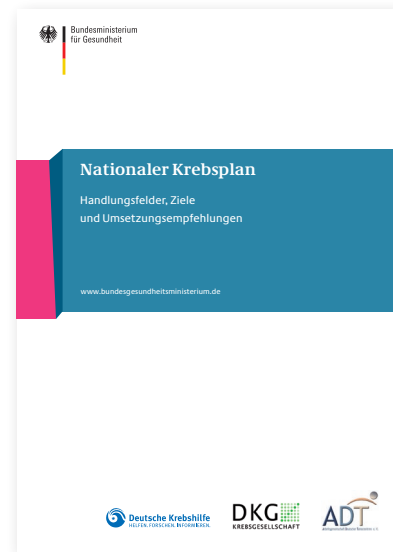 Bundesministerium
für Gesundheit
Nationaler Krebsplan
Handlungsfelder, Ziele
und Umsetzungsempfehlungen
www.bundesgesundheitsministerium.de
Deutsche Krebshilfe
HELFEN. FORSCHEN. INFORMIEREN.
DKG
KREBSGESELLSCHAFT
ADT